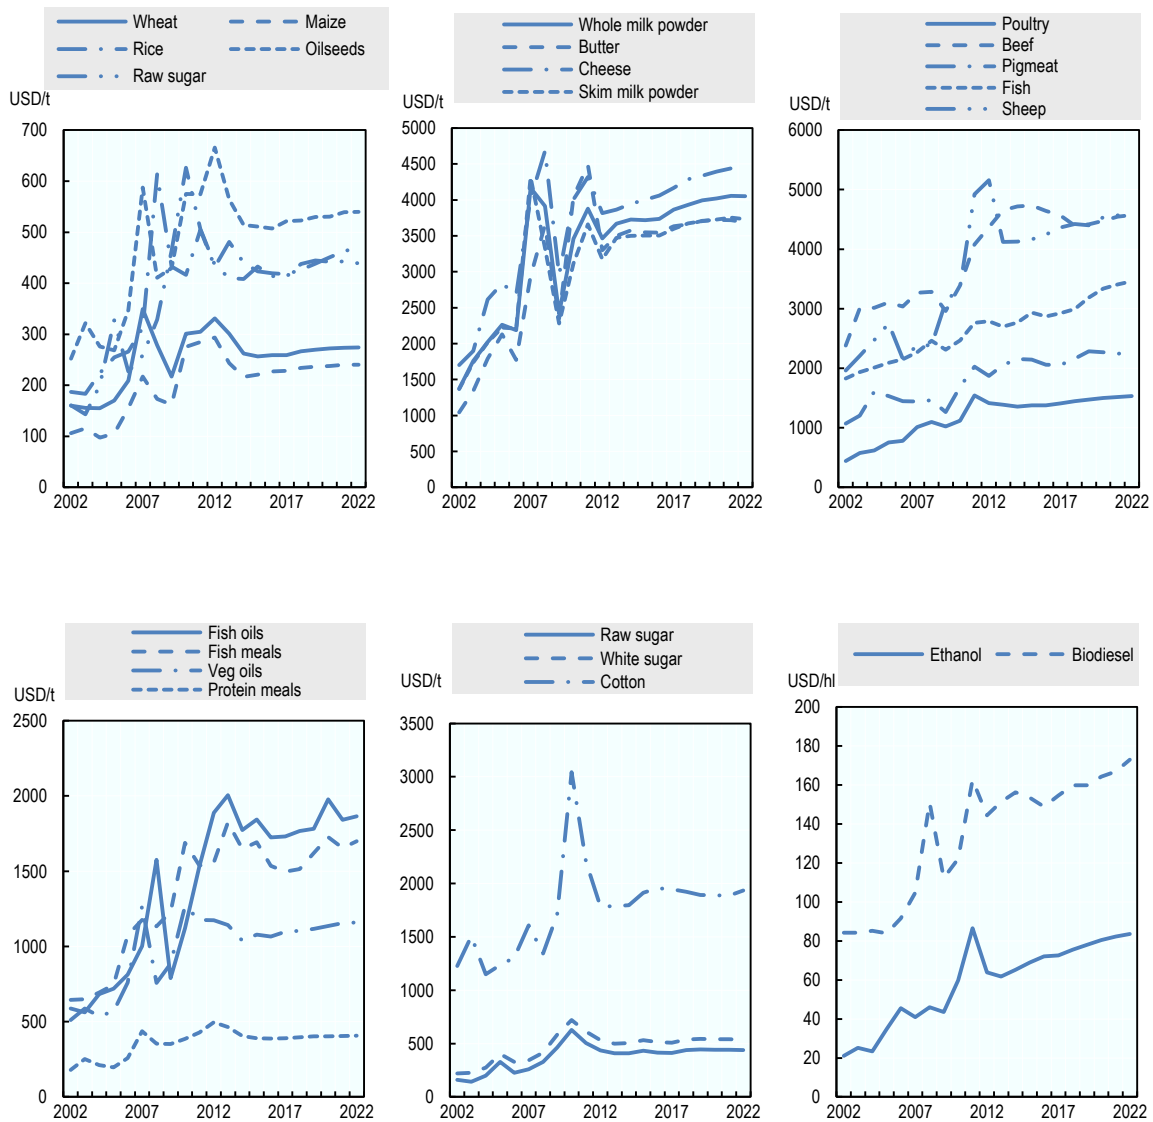 Wheat
Maize
Rice
Oilseeds
Raw sugar
USD/t
700
600
500
400
300
200
100
0
2002 2007 2012 2017 2022
Whole milk powder
Butter
Cheese
Skim milk powder
USD/t
5000
4500
4000
3500
3000
2500
2000
1500
1000
500
0
2002 2007 2012 2017 2022
Poultry
Beef
Pigmeat
Fish
Sheep
USD/t
6000
5000
4000
3000
2000
1000
0
2002 2007 2012 2017 2022
Fish oils
Fish meals
Veg oils
Protein meals
USD/t
2500
2000
1500
1000
500
0
2002 2007 2012 2017 2022
Raw sugar
White sugar
Cotton
USD/t
3500
3000
2500
2000
1500
1000
500
0
2002 2007 2012 2017 2022
Ethanol
Biodiesel
USD/hl
200
180
160
140
120
100
80
60
40
20
0
2002 2007 2012 2017 2022